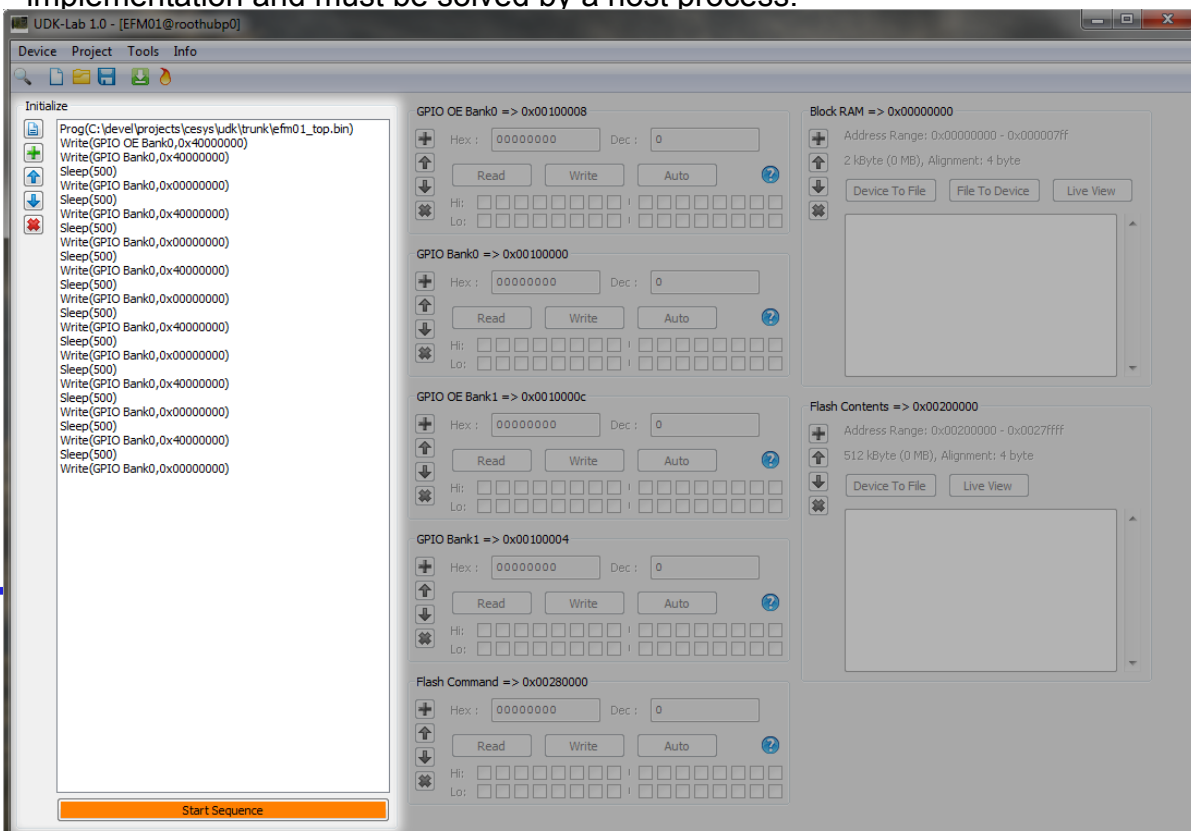 implementation and must be solved by a host process.
UDK-Lab 1.0 - [EFM01@roothubp0]
Device Project Tools Info
Initialize
Prog(C:\devel\projects\cesys\udk\trunk\efm01_top.bin)
Write(GPIO OE Bank0,0x40000000)
Write(GPIO Bank0,0x40000000)
Sleep(500)
Write(GPIO Bank0,0x00000000)
Sleep(500)
Write(GPIO Bank0,0x40000000)
Sleep(500)
Write(GPIO Bank0,0x00000000)
Sleep(500)
Write(GPIO Bank0,0x40000000)
Sleep(500)
Write(GPIO Bank0,0x00000000)
Sleep(500)
Write(GPIO Bank0,0x40000000)
Sleep(500)
Write(GPIO Bank0,0x00000000)
Sleep(500)
Write(GPIO Bank0,0x40000000)
Sleep(500)
Write(GPIO Bank0,0x00000000)
Sleep(500)
Write(GPIO Bank0,0x40000000)
Sleep(500)
Write(GPIO Bank0,0x00000000)
Start Sequence
GPIO OE Bank0 => 0x00100008
Hex : 00000000 Dec : 0
Read Write Auto
Hi:
Lo:
GPIO Bank0 => 0x00100000
Hex : 00000000 Dec : 0
Read Write Auto
Hi:
Lo:
GPIO OE Bank1 => 0x0010000c
Hex : 00000000 Dec : 0
Read Write Auto
Hi:
Lo:
GPIO Bank1 => 0x00100004
Hex : 00000000 Dec : 0
Read Write Auto
Hi:
Lo:
Flash Command => 0x00280000
Hex : 00000000 Dec : 0
Read Write Auto
Hi:
Lo:
Block RAM => 0x00000000
Address Range: 0x00000000 - 0x000007ff
2 kByte (0 MB), Alignment: 4 byte
Device To File File To Device Live View
Flash Contents => 0x00200000
Address Range: 0x00200000 - 0x0027ffff
512 kByte (0 MB), Alignment: 4 byte
Device To File Live View